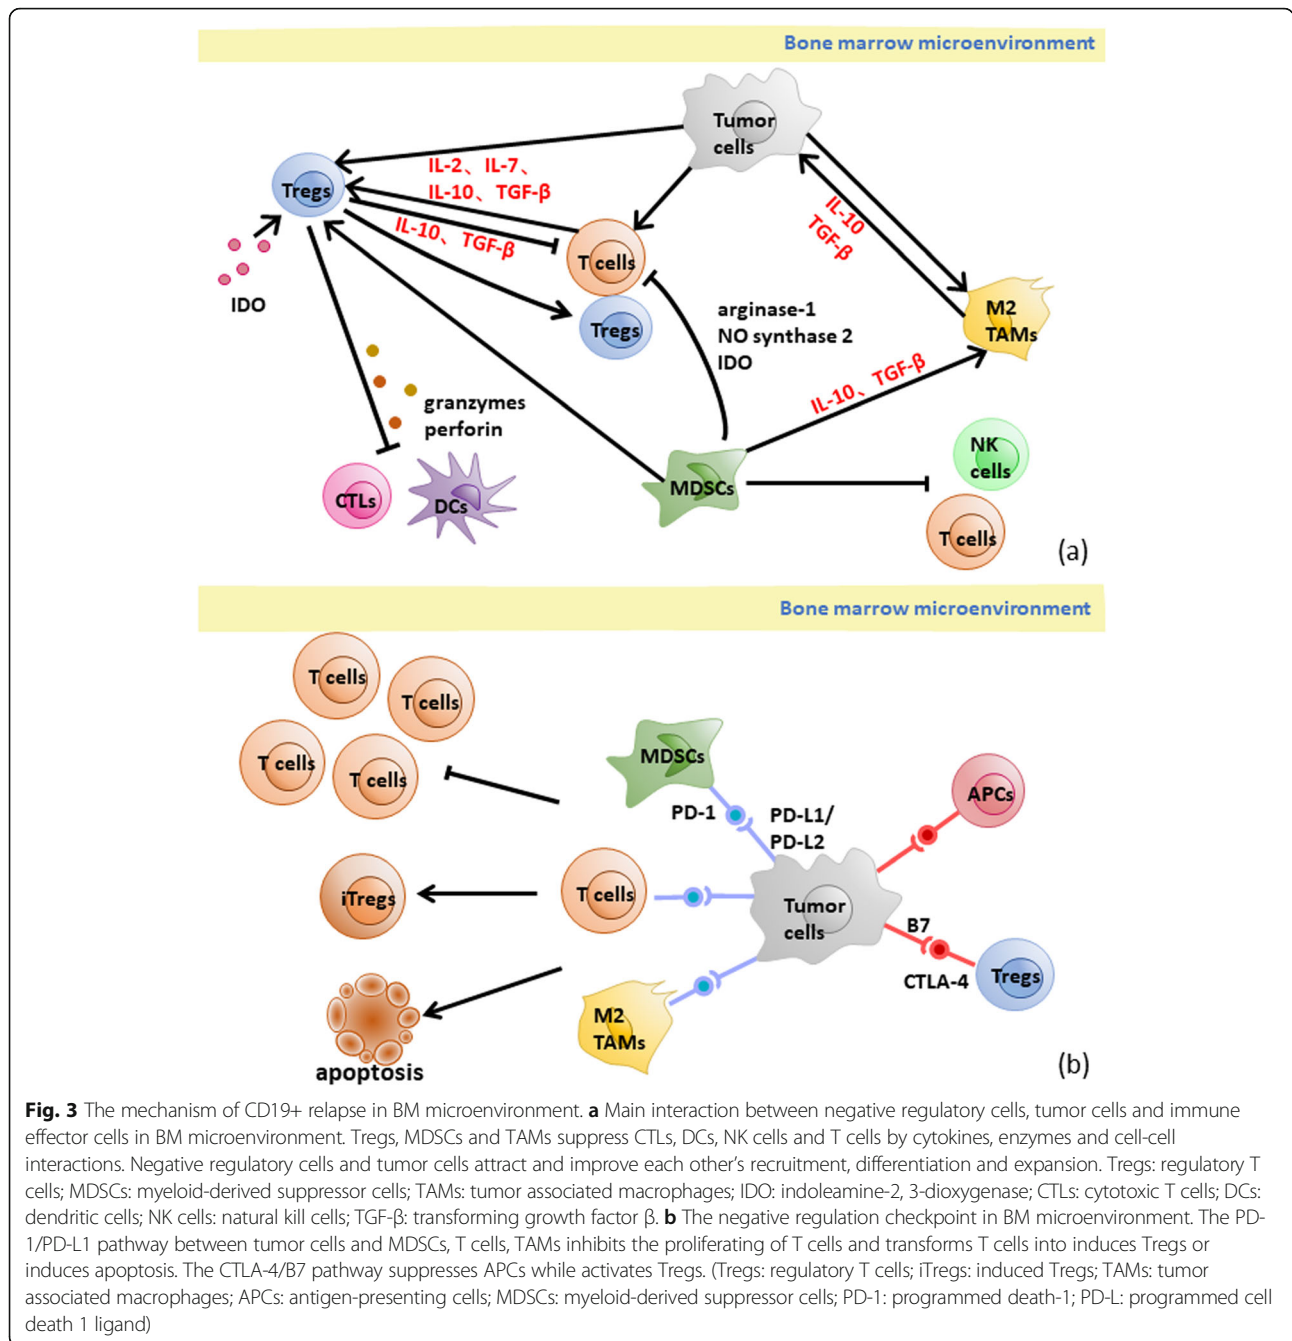 Bone marrow microenvironment
Tumor
cells
IL-2、IL-7、
IL-10、TGF-β
Tregs
IL-10
TGF-β
IL-10、TGF-β
T cells
IDO
arginase-1
NO synthase 2
IDO
M2
TAMs
Tregs
IL-10、TGF-β
granzymes
perforin
NK
cells
MDSCs
CTLs
DCs
T cells
(a)
Bone marrow microenvironment
T cells
T cells
T cells
T cells
MDSCs
APCs
PD-1
PD-L1/
PD-L2
iTregs
T cells
Tumor
cells
B7
CTLA-4
Tregs
M2
TAMs
apoptosis
(b)
Fig. 3 The mechanism of CD19+ relapse in BM microenvironment. a Main interaction between negative regulatory cells, tumor cells and immune
effector cells in BM microenvironment. Tregs, MDSCs and TAMs suppress CTLs, DCs, NK cells and T cells by cytokines, enzymes and cell-cell
interactions. Negative regulatory cells and tumor cells attract and improve each other's recruitment, differentiation and expansion. Tregs: regulatory T
cells; MDSCs: myeloid-derived suppressor cells; TAMs: tumor associated macrophages; IDO: indoleamine-2, 3-dioxygenase; CTLs: cytotoxic T cells; DCs:
dendritic cells; NK cells: natural kill cells; TGF-β: transforming growth factor β. b The negative regulation checkpoint in BM microenvironment. The PD-
1/PD-L1 pathway between tumor cells and MDSCs, T cells, TAMs inhibits the proliferating of T cells and transforms T cells into induces Tregs or
induces apoptosis. The CTLA-4/B7 pathway suppresses APCs while activates Tregs. (Tregs: regulatory T cells; iTregs: induced Tregs; TAMs: tumor
associated macrophages; APCs: antigen-presenting cells; MDSCs: myeloid-derived suppressor cells; PD-1: programmed death-1; PD-L: programmed cell
death 1 ligand)